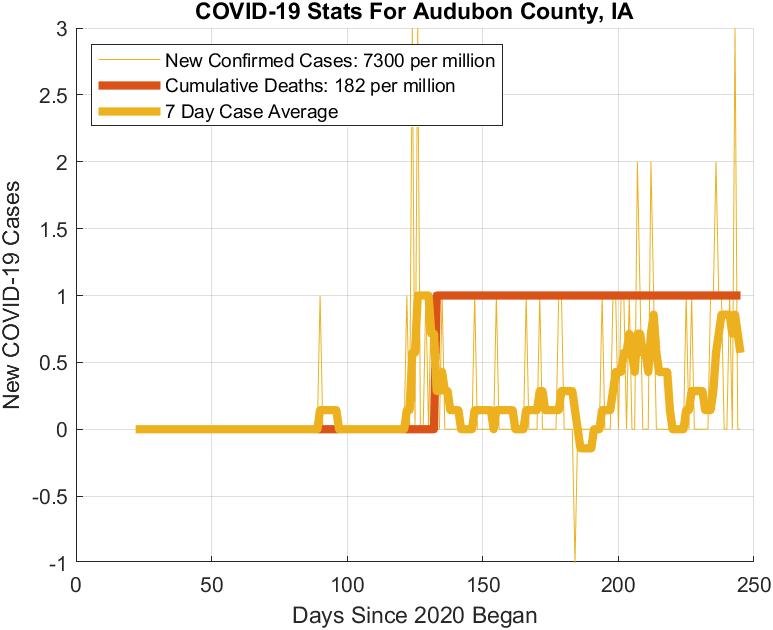 COVID-19 Stats For Audubon County, IA
New Confirmed Cases: 7300 per million
Cumulative Deaths: 182 per million
7 Day Case Average
New COVID-19 Cases
3
2.5
2
1.5
1
0.5
0
-0.5
-1
0 50 100 150 200 250
Days Since 2020 Began